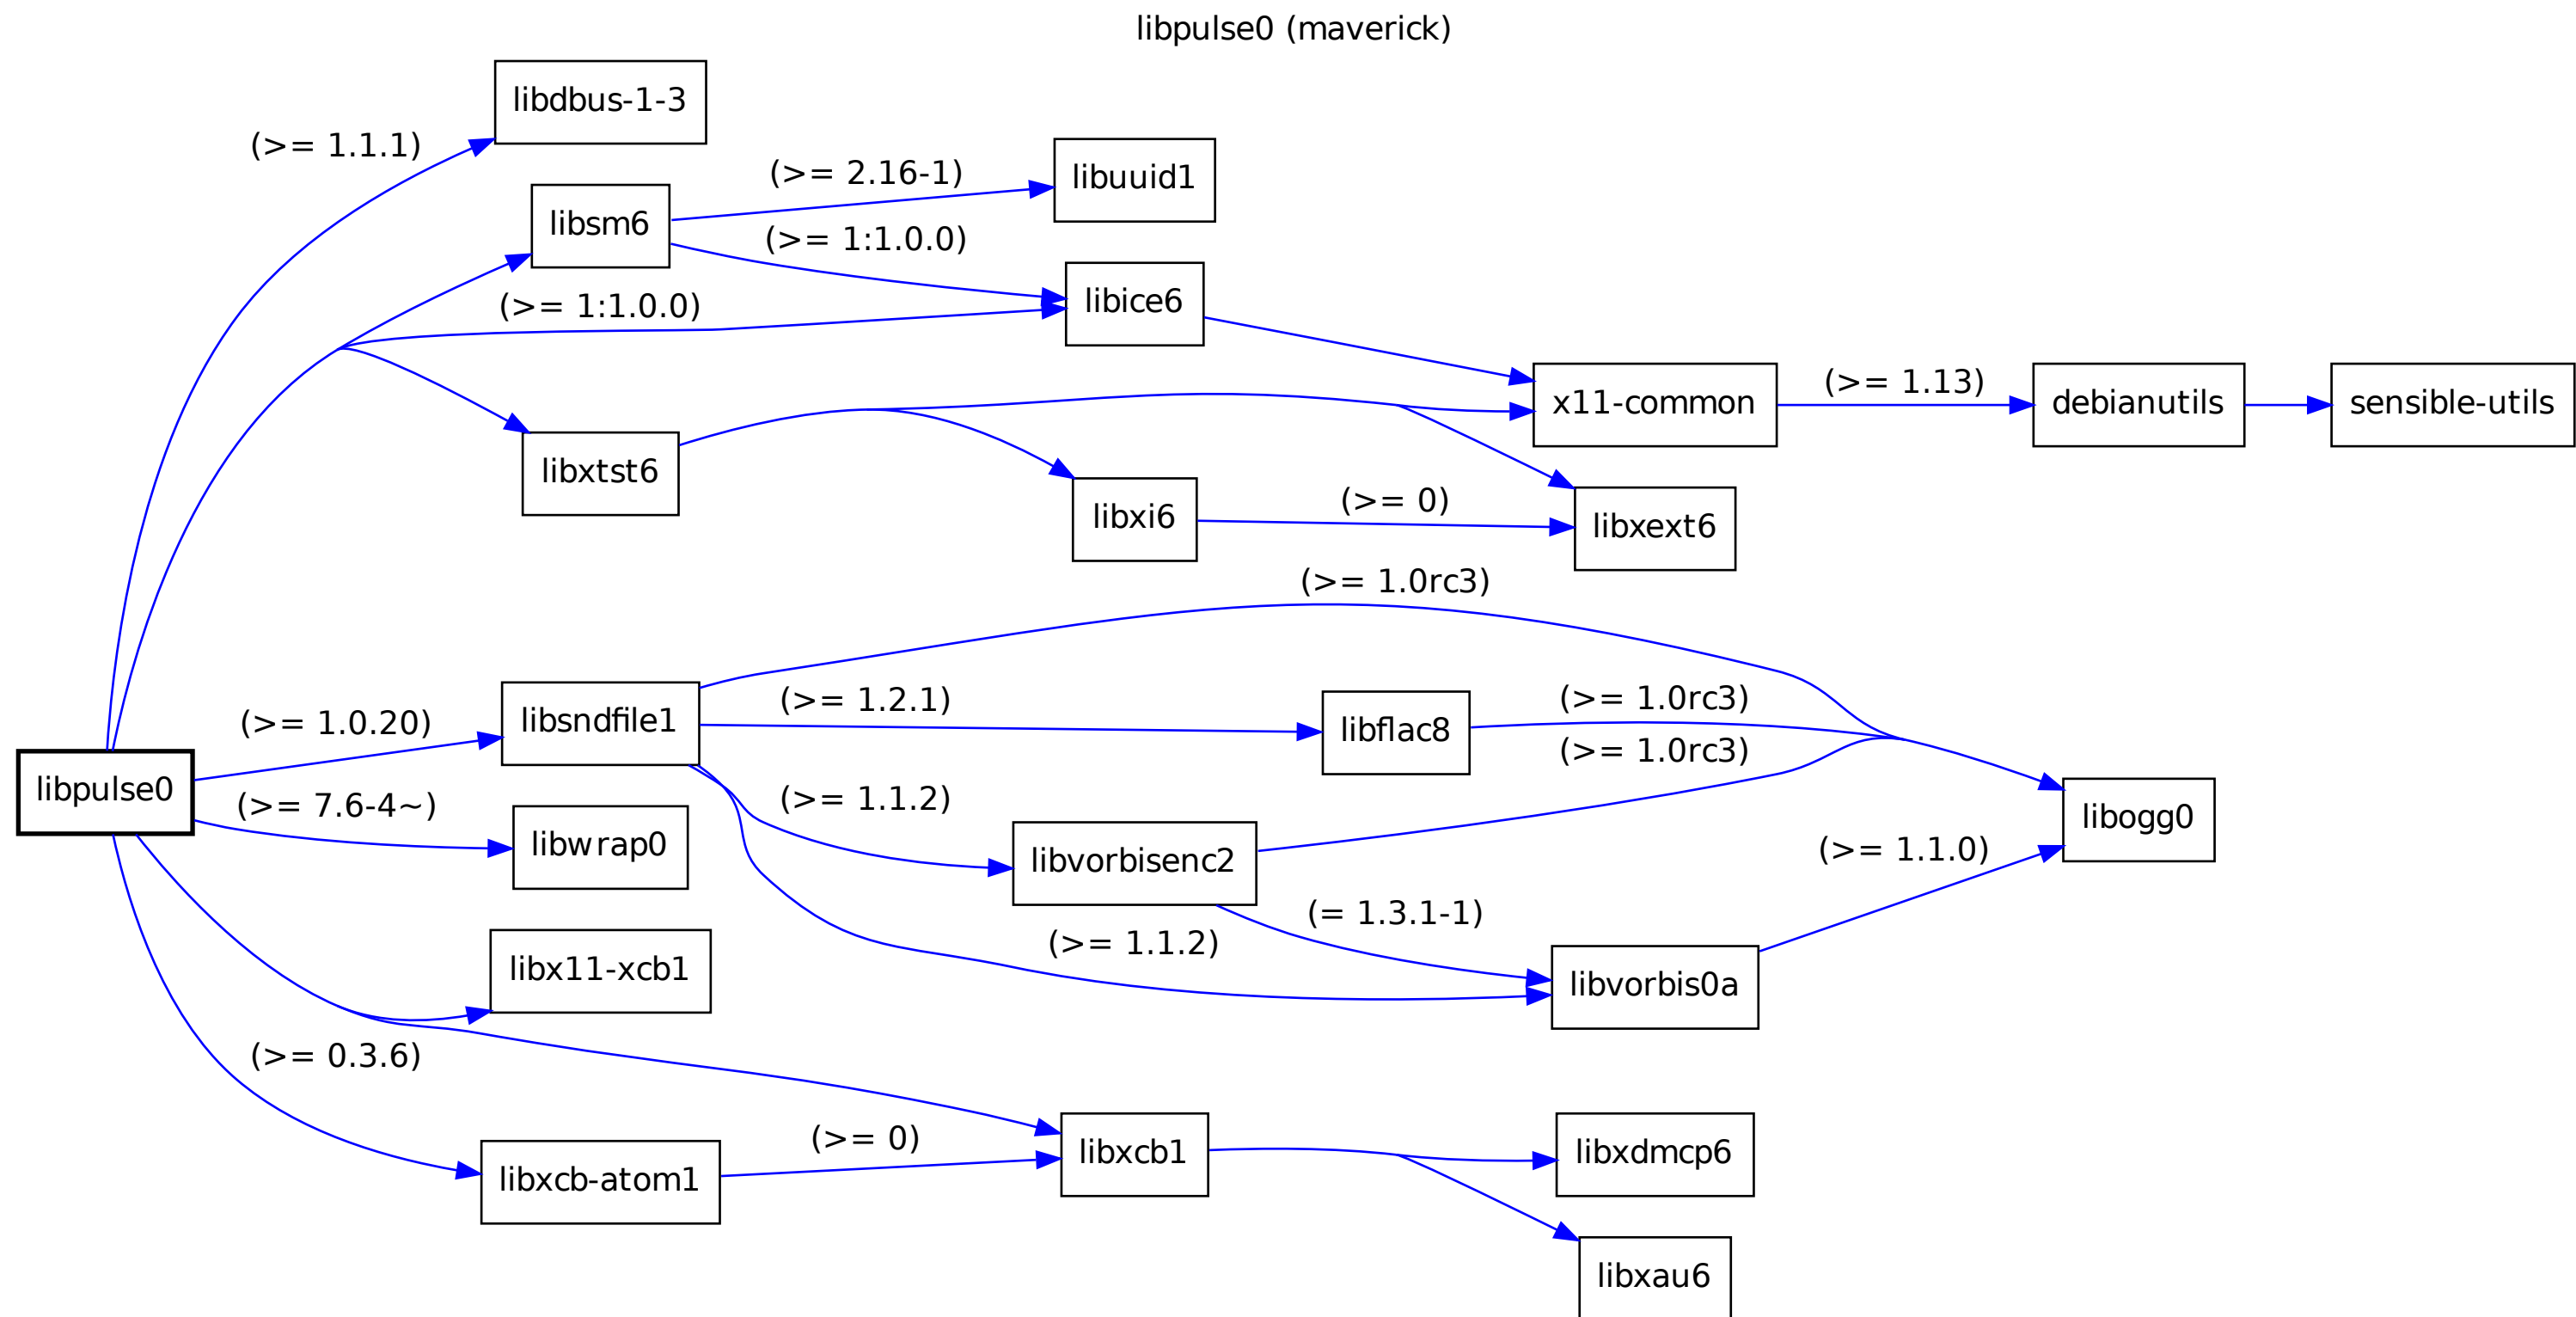 libpulse0 (maverick)
libdbus-1-3
(>= 1.1.1)
(>= 2.16-1)
libuuid1
libsm6
(>= 1:1.0.0)
(>= 1:1.0.0)
libice6
(>= 1.13)
x11-common
debianutils
sensible-utils
libxtst6
(>= 0)
libxi6
libxext6
(>= 1.0rc3)
(>= 1.0.20)
libsndfile1
(>= 1.2.1)
libflac8
(>= 1.0rc3)
(>= 1.0rc3)
libpulse0
(>= 7.6-4~)
(>= 1.1.2)
libogg0
libwrap0
libvorbisenc2
(>= 1.1.0)
(= 1.3.1-1)
(>= 1.1.2)
libx11-xcb1
libvorbis0a
(>= 0.3.6)
(>= 0)
libxcb1
libxdmcp6
libxcb-atom1
libxau6